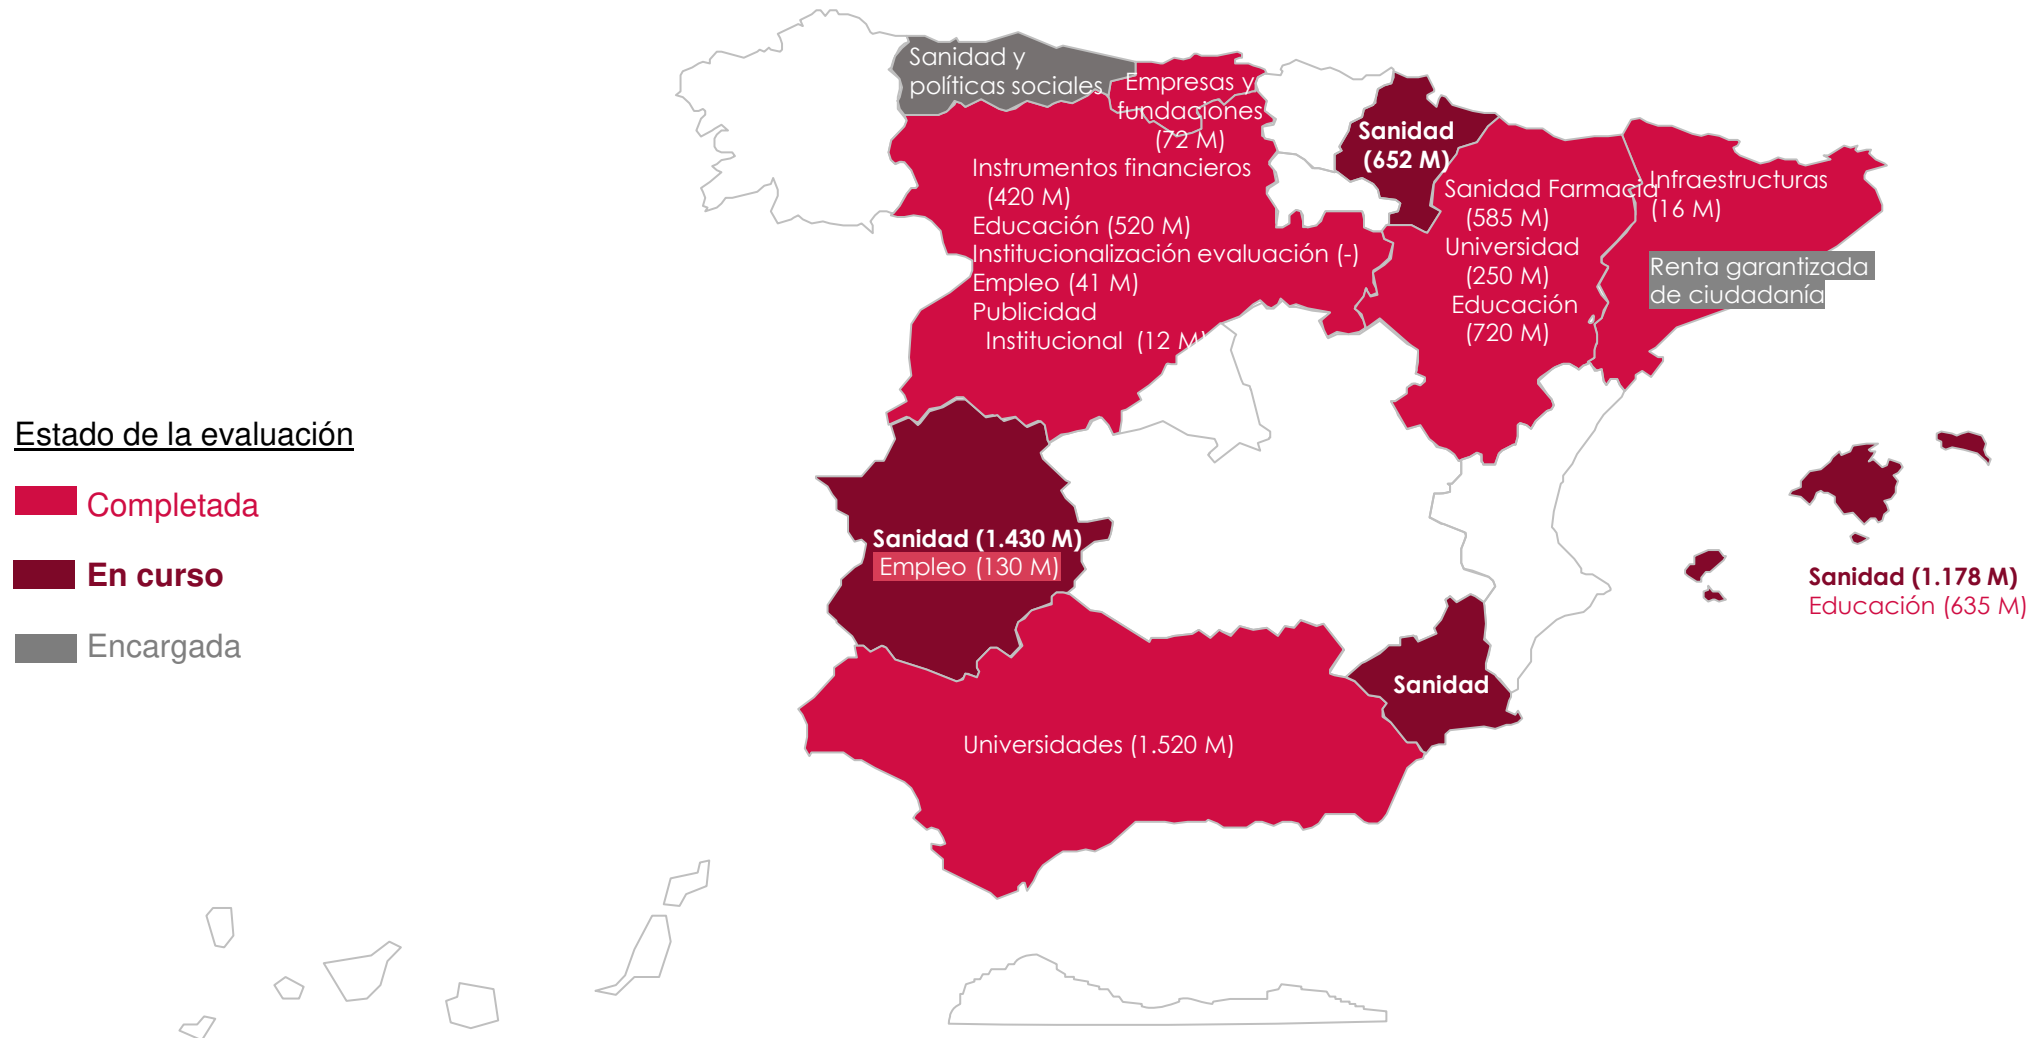 Sanidad y
políticas sociales
Empresas y
fundaciones
(72 M)
Instrumentos financieros
(420 M)
Educación (520 M)
Institucionalización evaluación (-)
Empleo (41 M)
Publicidad
Institucional (12 M)
Sanidad
(652 M)
Sanidad Farmacia
(585 M)
Universidad
(250 M)
Educación
(720 M)
Infraestructuras
(16 M)
Renta garantizada
de ciudadanía
Estado de la evaluación
Completada
En curso
Encargada
Sanidad (1.430 M)
Empleo (130 M)
Sanidad (1.178 M)
Educación (635 M)
Sanidad
Universidades (1.520 M)